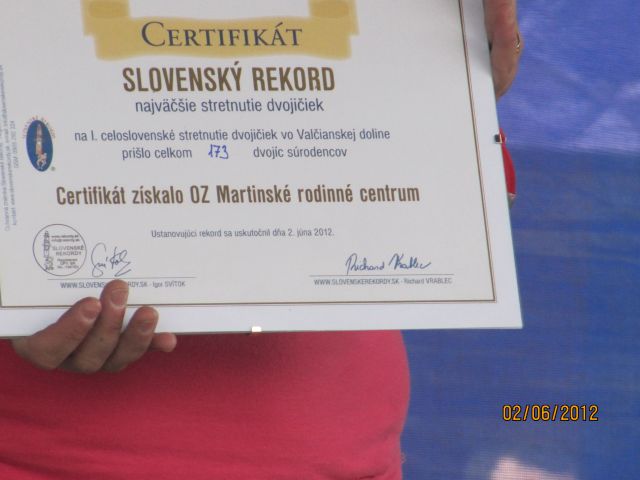 CERTIFIKÁT
SLOVENSKÝ REKORD
najväčšie stretnutie dvojičiek
na I. celoslovenské stretnutie dvojičiek vo Valčianskej doline
prišlo celkom 173 dvojíc súrodencov
Certifikát získalo OZ Martinské rodinné centrum
Ustanovujúci rekord sa uskutočnil dňa 2. júna 2012.
SLOVENSKÉ
REKORDY
Richard Vrablec
WWW.SLOVENSKEREKORDY.SK - Igor SVÍTOK
WWW.SLOVENSKEREKORDY.SK - Richard VRABLEC
02/06/2012